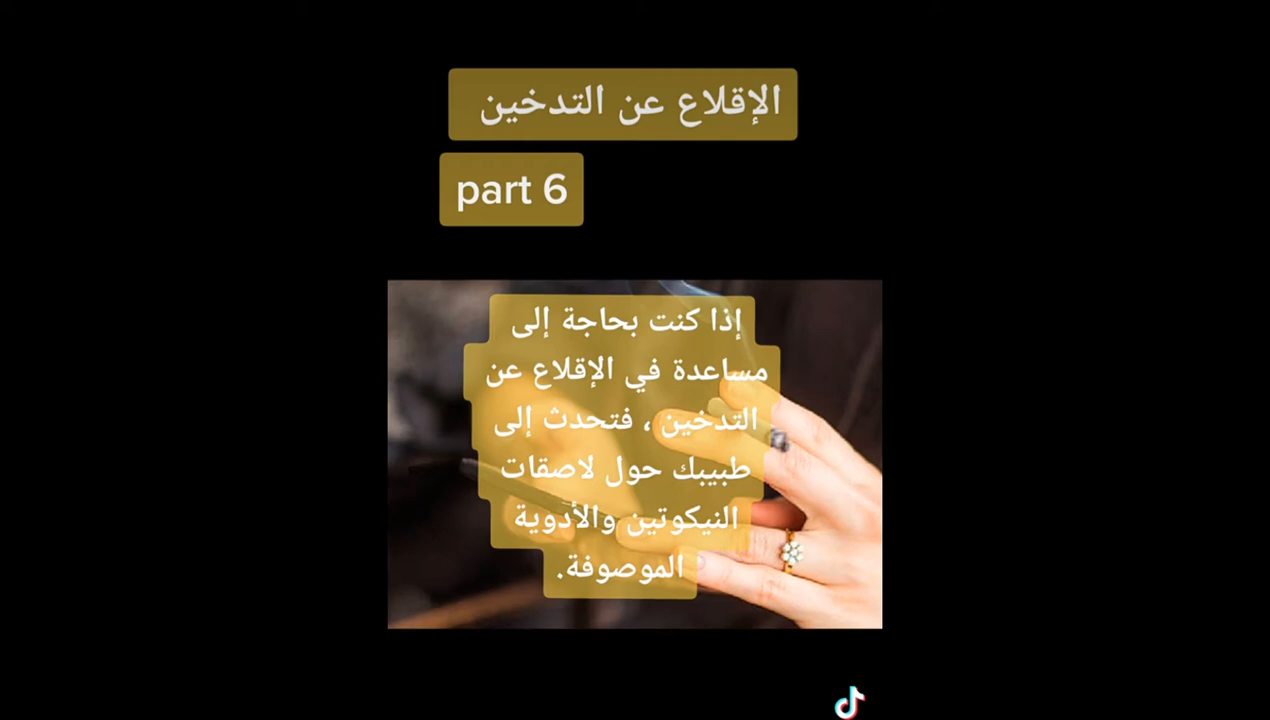 الإقلاع عن التدخين
part 6
إذا كنت بحاجة إلى
مساعدة في الإقلاع عن
التدخين ، فتحدث إلى
طبيبك حول لاصقات
النيكوتين والأدوية
الموصوفة.